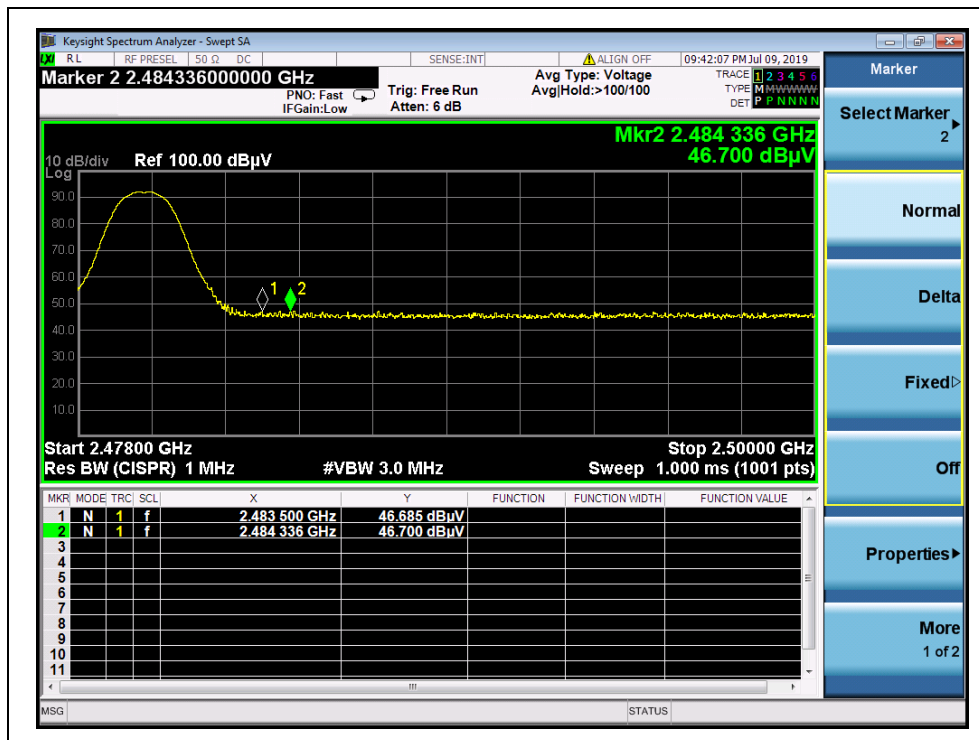 Keysight Spectrum Analyzer - Swept SA
LXI RL RF PRESEL 50 Ω DC SENSE:INT ALIGN OFF 09:42:07 PM Jul 09, 2019
Marker 2 2.484336000000 GHz
PNO: Fast
IFGain:Low
Trig: Free Run
Atten: 6 dB
Avg Type: Voltage
Avg|Hold:>100/100
TRACE 1 2 3 4 5 6
TYPE M M W W W W
DET P P N N N N
Mkr2 2.484 336 GHz
46.700 dBµV
10 dB/div Ref 100.00 dBµV
Log
90.0
80.0
70.0
60.0
50.0
40.0
30.0
20.0
10.0
1
2
Start 2.47800 GHz Stop 2.50000 GHz
Res BW (CISPR) 1 MHz #VBW 3.0 MHz Sweep 1.000 ms (1001 pts)
MKR MODE TRC SCL X Y FUNCTION FUNCTION WIDTH FUNCTION VALUE
1 N 1 f 2.483 500 GHz 46.685 dBµV
2 N 1 f 2.484 336 GHz 46.700 dBµV
3
4
5
6
7
8
9
10
11
MSG STATUS
Marker
Select Marker
2
Normal
Delta
Fixed
Off
Properties
More
1 of 2